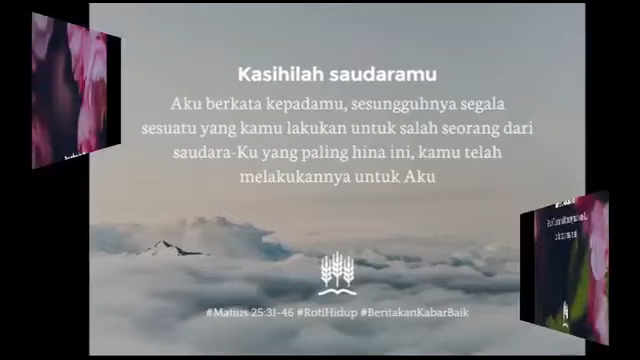 Kasihilah saudaramu
Aku berkata kepadamu, sesungguhnya segala
sesuatu yang kamu lakukan untuk salah seorang dari
saudara-Ku yang paling hina ini, kamu telah
melakukannya untuk Aku
#Matius 25:31-46 #RotiHidup #BeritakanKabarBaik